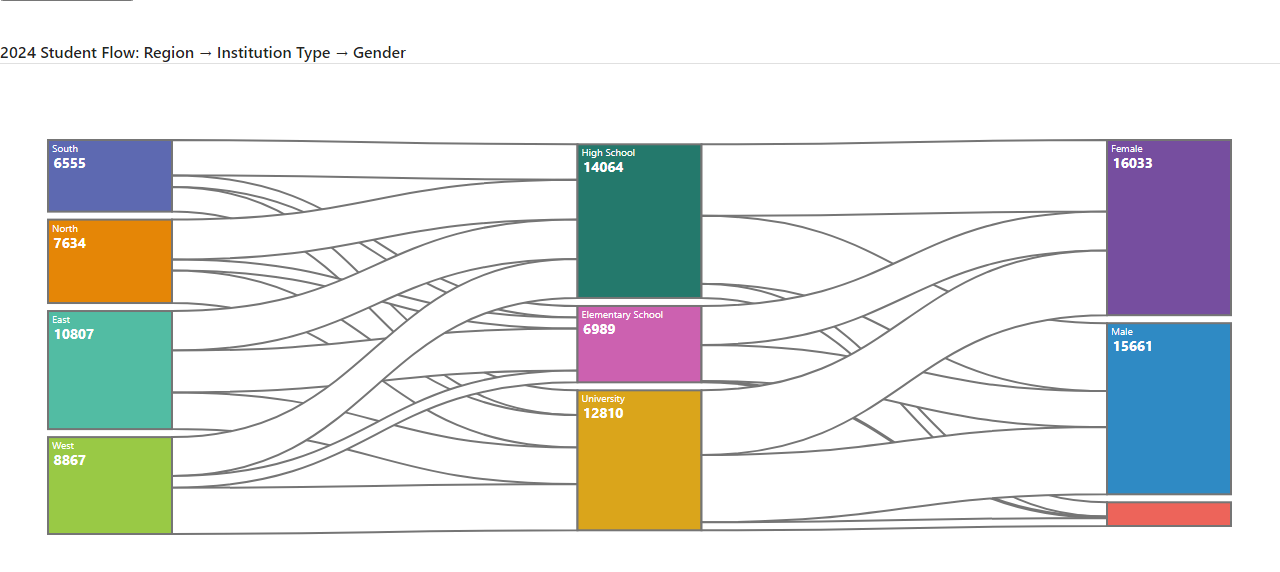 2024 Student Flow: Region → Institution Type → Gender
South
6555
North
7634
East
10807
West
8867
High School
14064
Elementary School
6989
University
12810
Female
16033
Male
15661